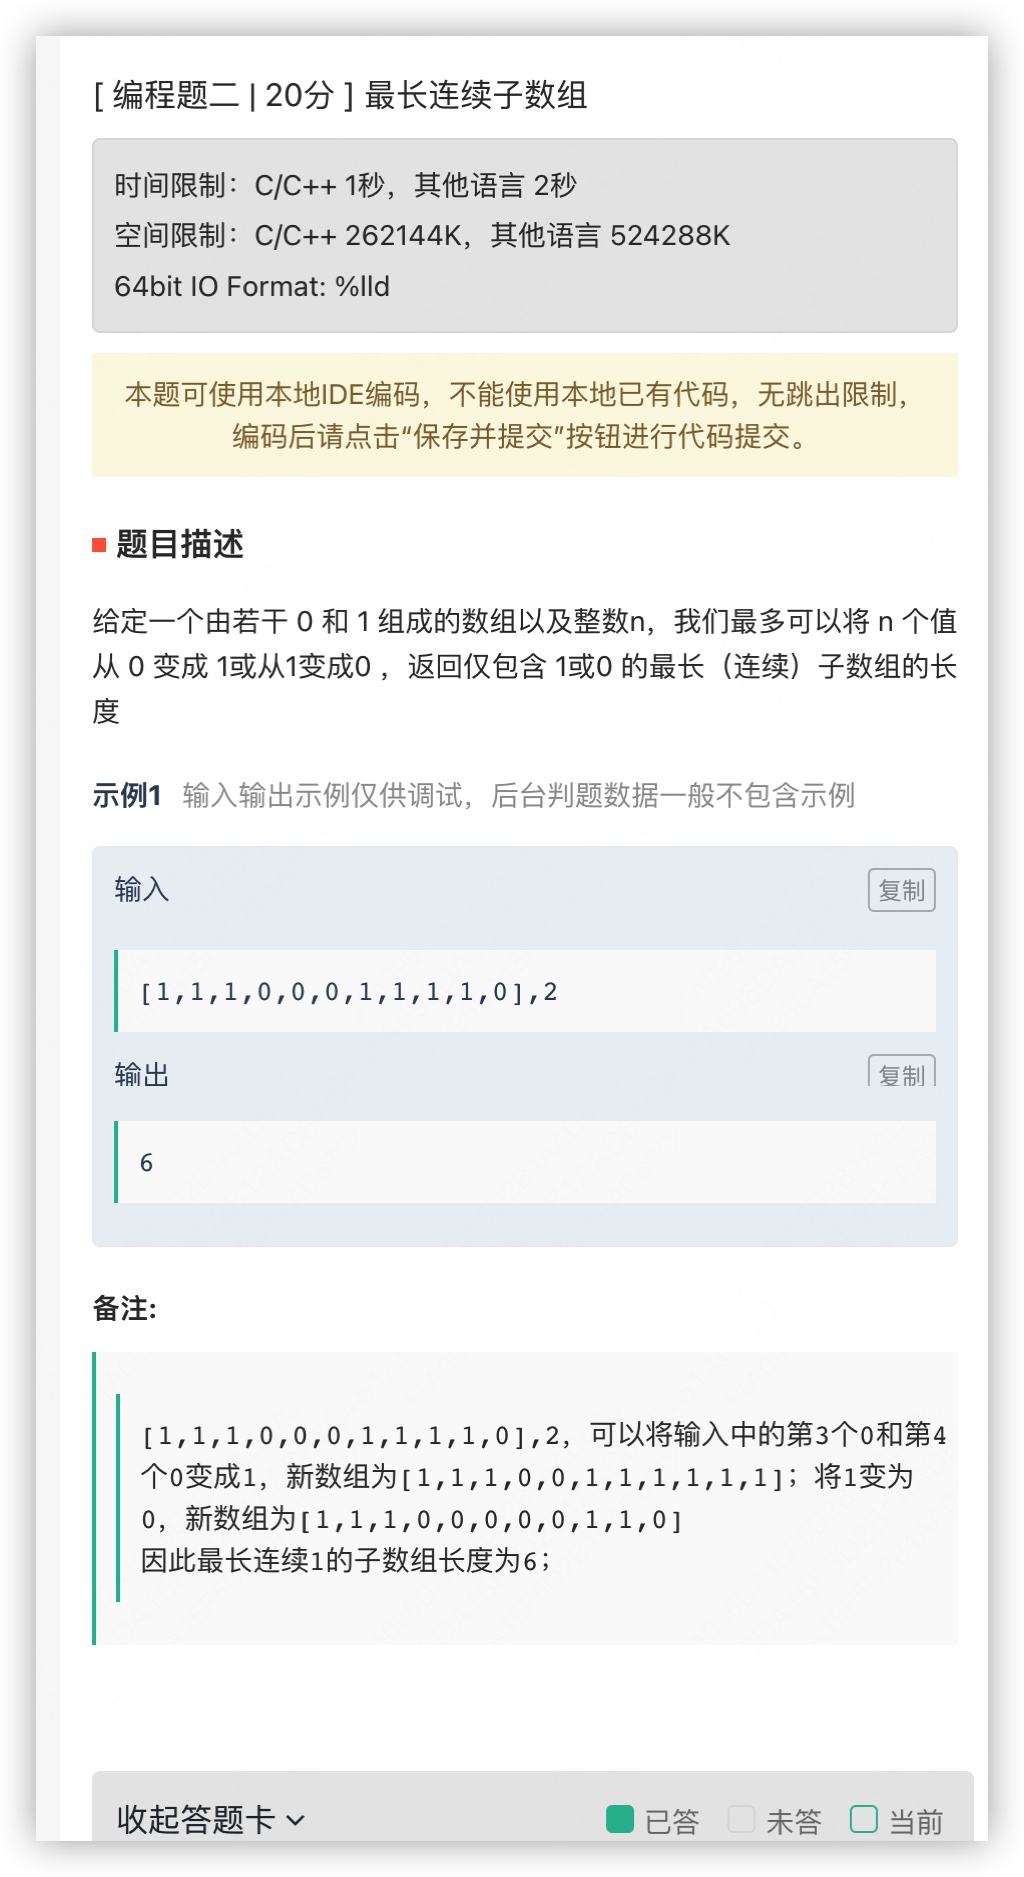 [ 编程题二 | 20分 ] 最长连续子数组
时间限制：C/C++ 1秒，其他语言 2秒
空间限制：C/C++ 262144K，其他语言 524288K
64bit IO Format: %lld
本题可使用本地IDE编码，不能使用本地已有代码，无跳出限制，
编码后请点击“保存并提交”按钮进行代码提交。
题目描述
给定一个由若干 0 和 1 组成的数组以及整数n，我们最多可以将 n 个值
从 0 变成 1或从1变成0 ，返回仅包含 1或0 的最长（连续）子数组的长
度
示例1 输入输出示例仅供调试，后台判题数据一般不包含示例
输入 复制
[1,1,1,0,0,0,1,1,1,1,0],2
输出 复制
6
备注:
[1,1,1,0,0,0,1,1,1,1,0],2，可以将输入中的第3个0和第4
个0变成1，新数组为[1,1,1,0,0,1,1,1,1,1,1]；将1变为
0，新数组为[1,1,1,0,0,0,0,0,1,1,0]
因此最长连续1的子数组长度为6；
收起答题卡 已答 未答 当前